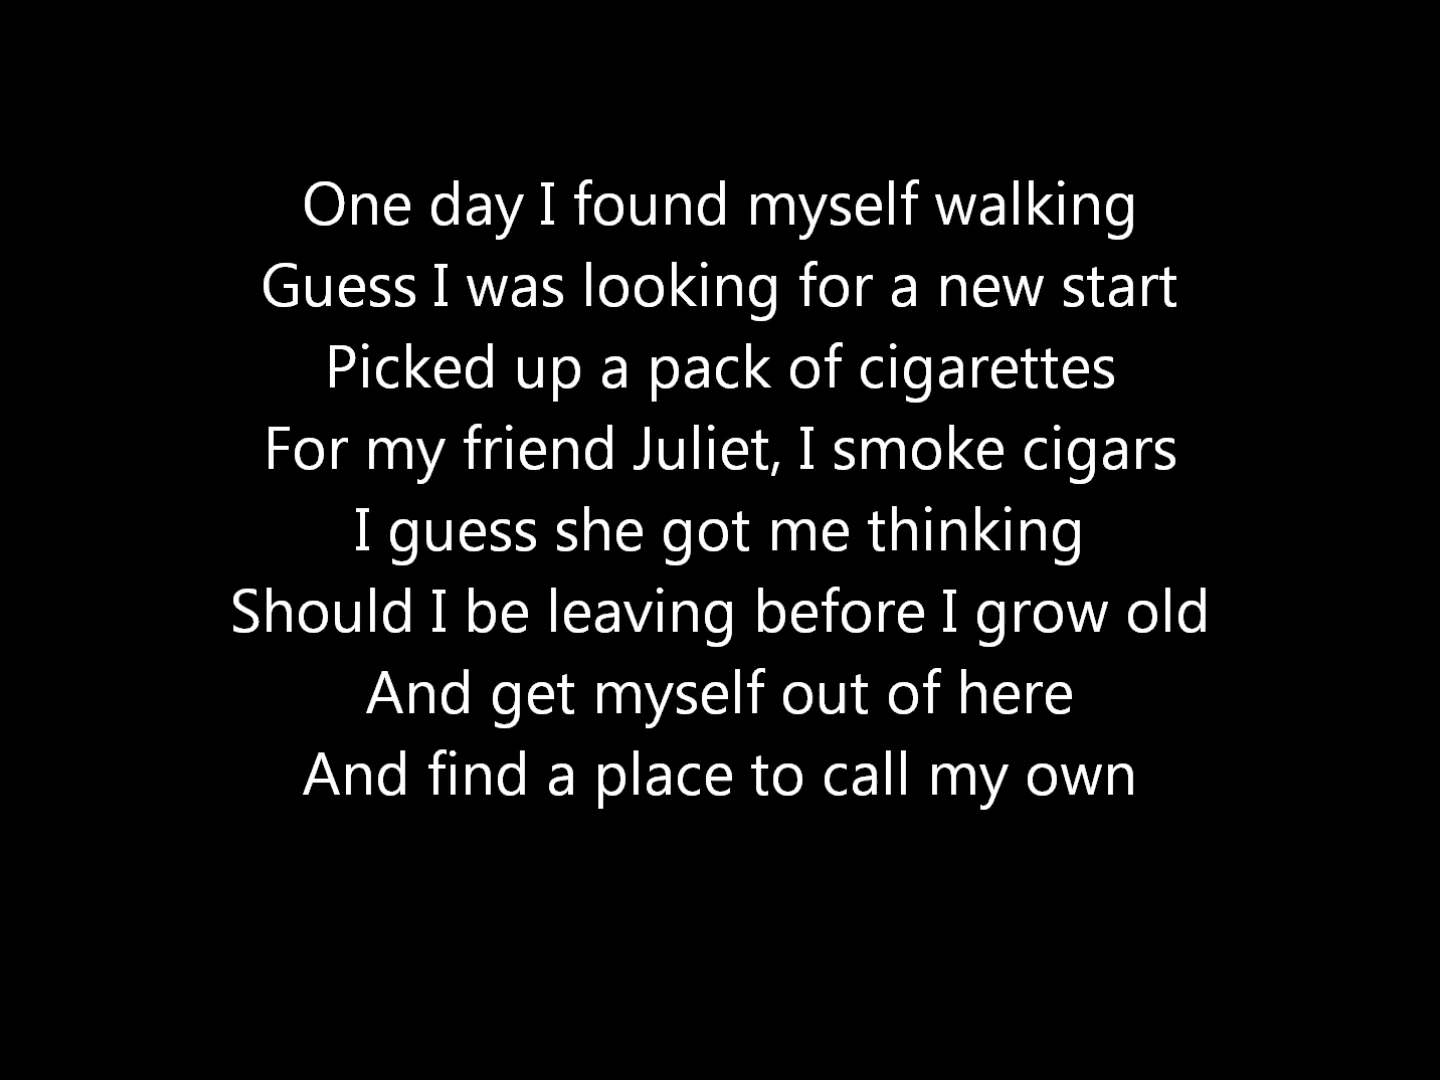 One day I found myself walking
Guess I was looking for a new start
Picked up a pack of cigarettes
For my friend Juliet, I smoke cigars
I guess she got me thinking
Should I be leaving before I grow old
And get myself out of here
And find a place to call my own